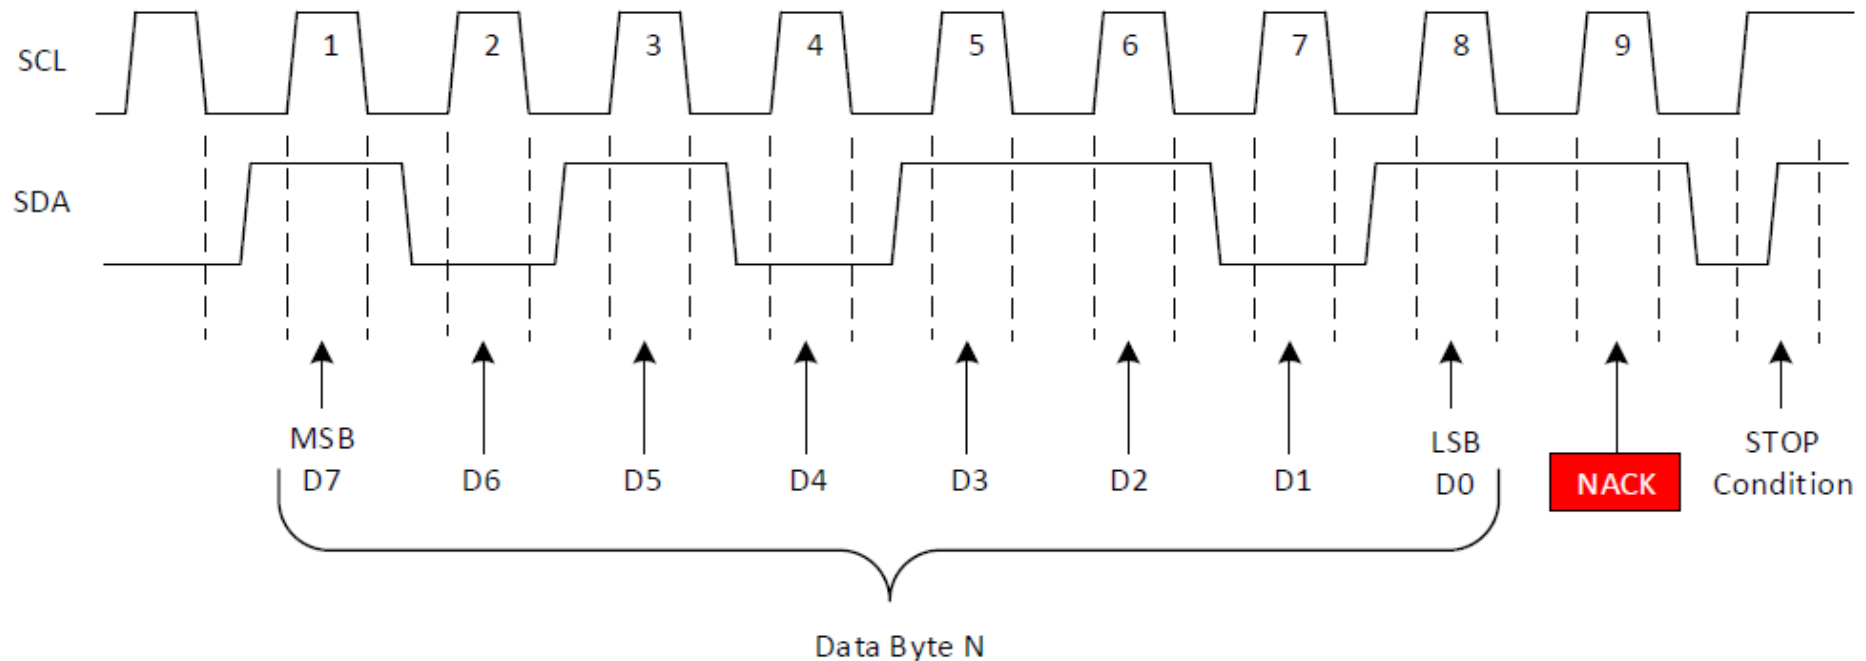 SCL
1 2 3 4 5 6 7 8 9
SDA
MSB LSB STOP
D7 D6 D5 D4 D3 D2 D1 D0 NACK Condition
Data Byte N